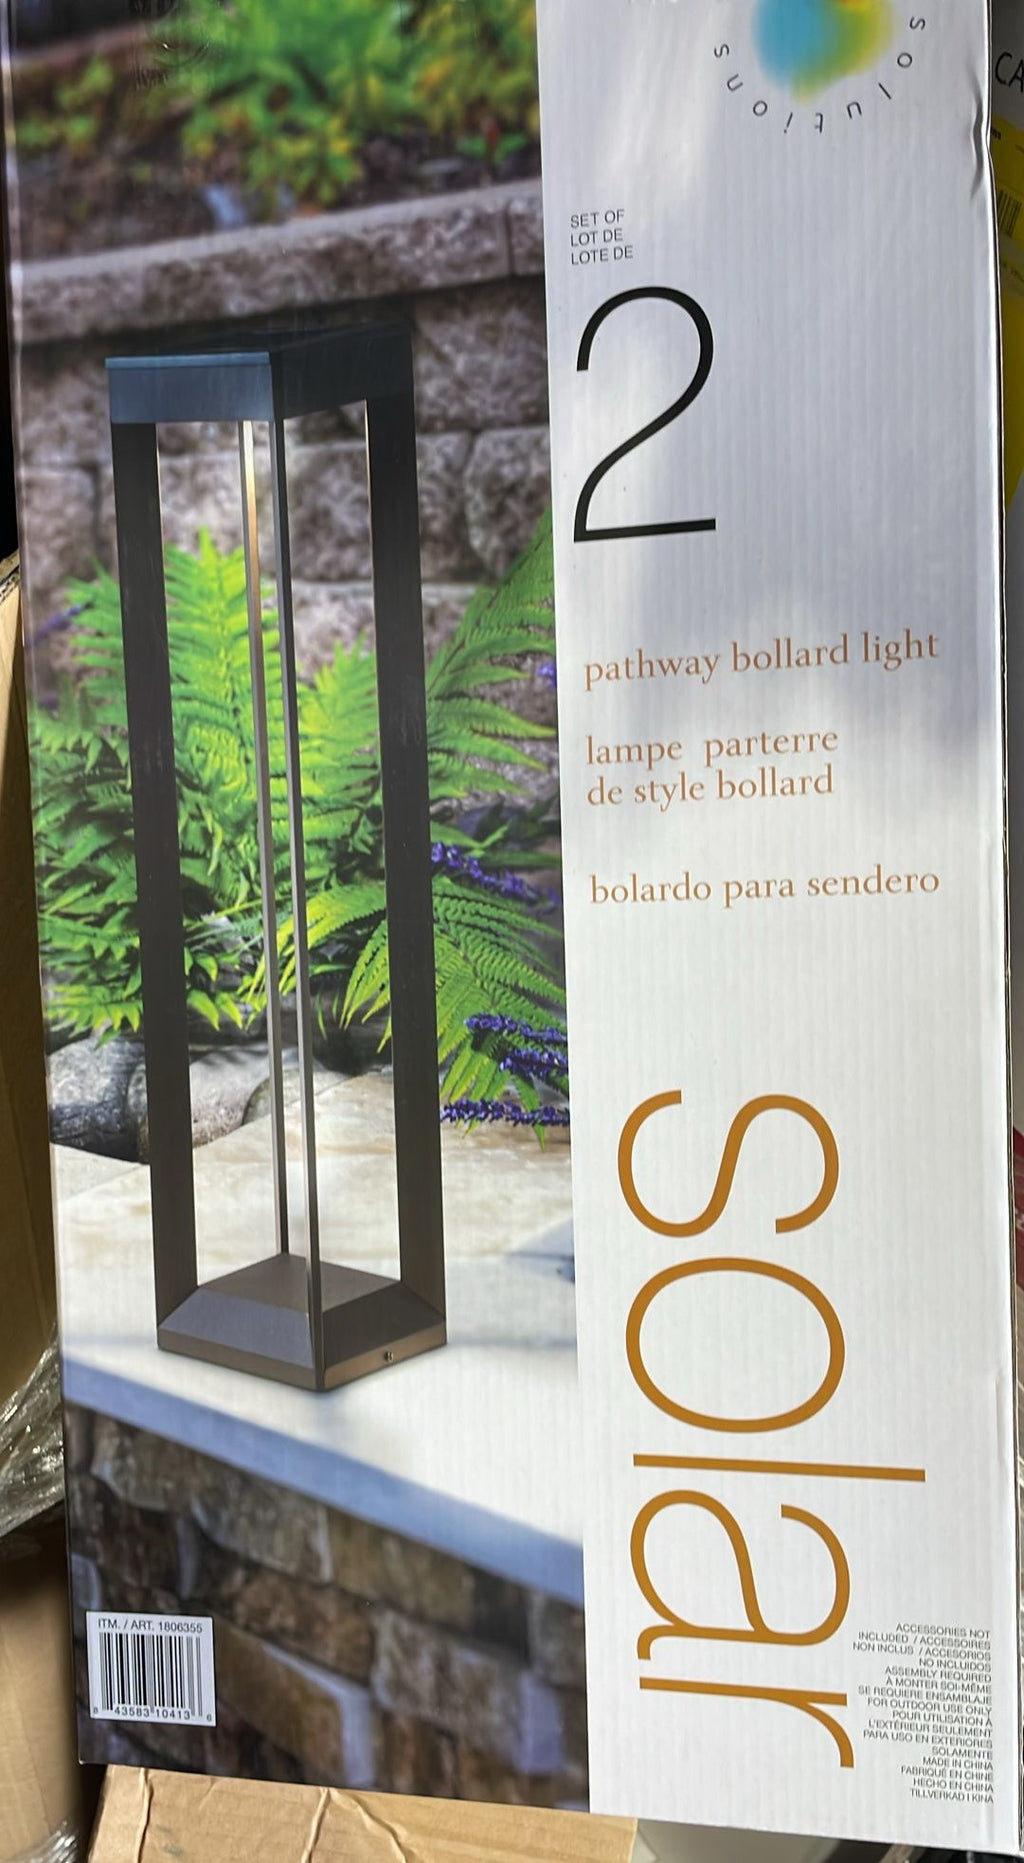 solutions
CA
SET OF
LOT DE
LOTE DE
2
pathway bollard light
lampe parterre
de style bollard
bolardo para sendero
solar
ITM. / ART. 1806355
8 43583 10413 6
ACCESSORIES NOT
INCLUDED / ACCESSOIRES
NON INCLUS / ACCESORIOS
NO INCLUIDOS
ASSEMBLY REQUIRED
À MONTER SOI-MÊME
SE REQUIERE ENSAMBLAJE
FOR OUTDOOR USE ONLY
POUR UTILISATION À
L'EXTÉRIEUR SEULEMENT
PARA USO EN EXTERIORES
SOLAMENTE
MADE IN CHINA
FABRIQUÉ EN CHINE
HECHO EN CHINA
TILLVERKAD I KINA